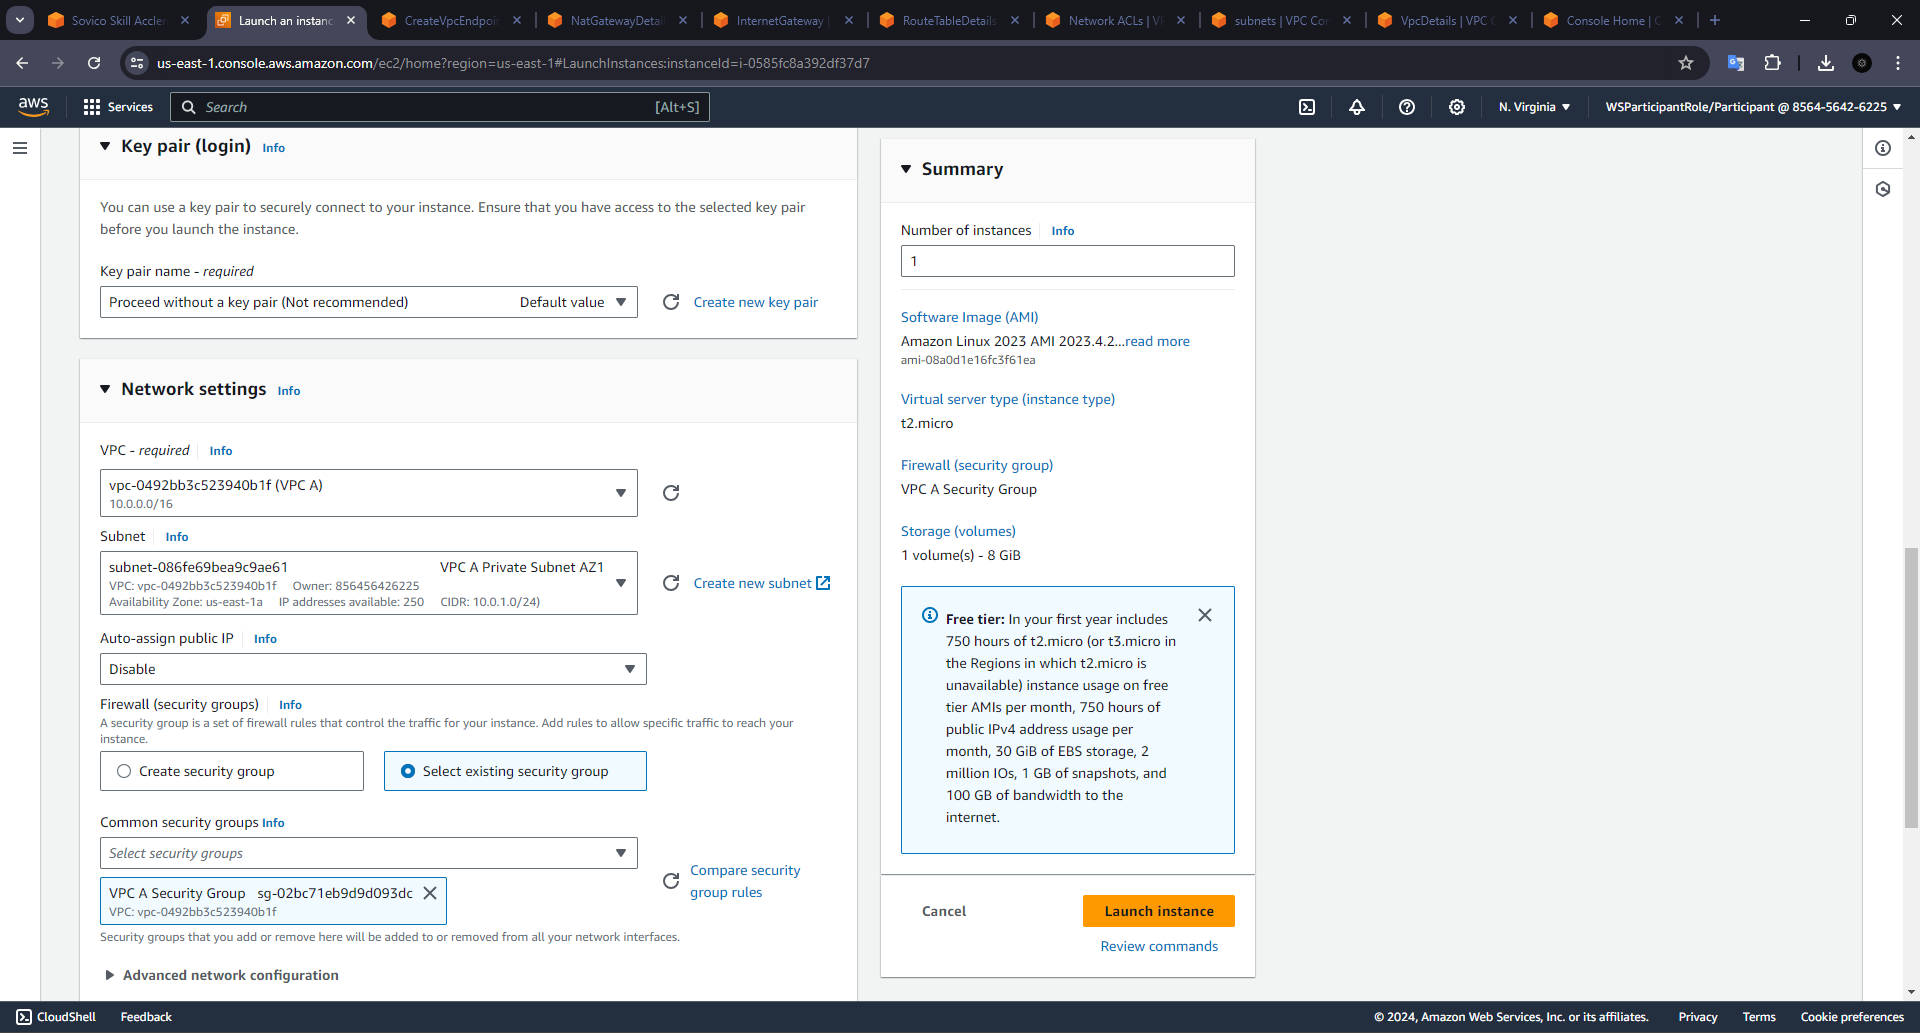 Sovico Skill Accler
Launch an instanc
CreateVpcEndpoin
NatGatewayDetail
InternetGateway |
RouteTableDetails
Network ACLs | VP
subnets | VPC Con
VpcDetails | VPC C
Console Home | C
us-east-1.console.aws.amazon.com/ec2/home?region=us-east-1#LaunchInstances:instanceId=i-0585fc8a392df37d7
aws
Services
Search
[Alt+S]
N. Virginia
WSParticipantRole/Participant @ 8564-5642-6225
Key pair (login) Info
You can use a key pair to securely connect to your instance. Ensure that you have access to the selected key pair
before you launch the instance.
Key pair name - required
Proceed without a key pair (Not recommended) Default value
Create new key pair
Network settings Info
VPC - required Info
vpc-0492bb3c523940b1f (VPC A)
10.0.0.0/16
Subnet Info
subnet-086fe69bea9c9ae61 VPC A Private Subnet AZ1
VPC: vpc-0492bb3c523940b1f Owner: 856456426225
Availability Zone: us-east-1a IP addresses available: 250 CIDR: 10.0.1.0/24)
Create new subnet
Auto-assign public IP Info
Disable
Firewall (security groups) Info
A security group is a set of firewall rules that control the traffic for your instance. Add rules to allow specific traffic to reach your
instance.
Create security group
Select existing security group
Common security groups Info
Select security groups
VPC A Security Group sg-02bc71eb9d9d093dc
VPC: vpc-0492bb3c523940b1f
Compare security
group rules
Security groups that you add or remove here will be added to or removed from all your network interfaces.
Advanced network configuration
Summary
Number of instances Info
1
Software Image (AMI)
Amazon Linux 2023 AMI 2023.4.2...read more
ami-08a0d1e16fc3f61ea
Virtual server type (instance type)
t2.micro
Firewall (security group)
VPC A Security Group
Storage (volumes)
1 volume(s) - 8 GiB
Free tier: In your first year includes
750 hours of t2.micro (or t3.micro in
the Regions in which t2.micro is
unavailable) instance usage on free
tier AMIs per month, 750 hours of
public IPv4 address usage per
month, 30 GiB of EBS storage, 2
million IOs, 1 GB of snapshots, and
100 GB of bandwidth to the
internet.
Cancel
Launch instance
Review commands
CloudShell
Feedback
© 2024, Amazon Web Services, Inc. or its affiliates.
Privacy
Terms
Cookie preferences